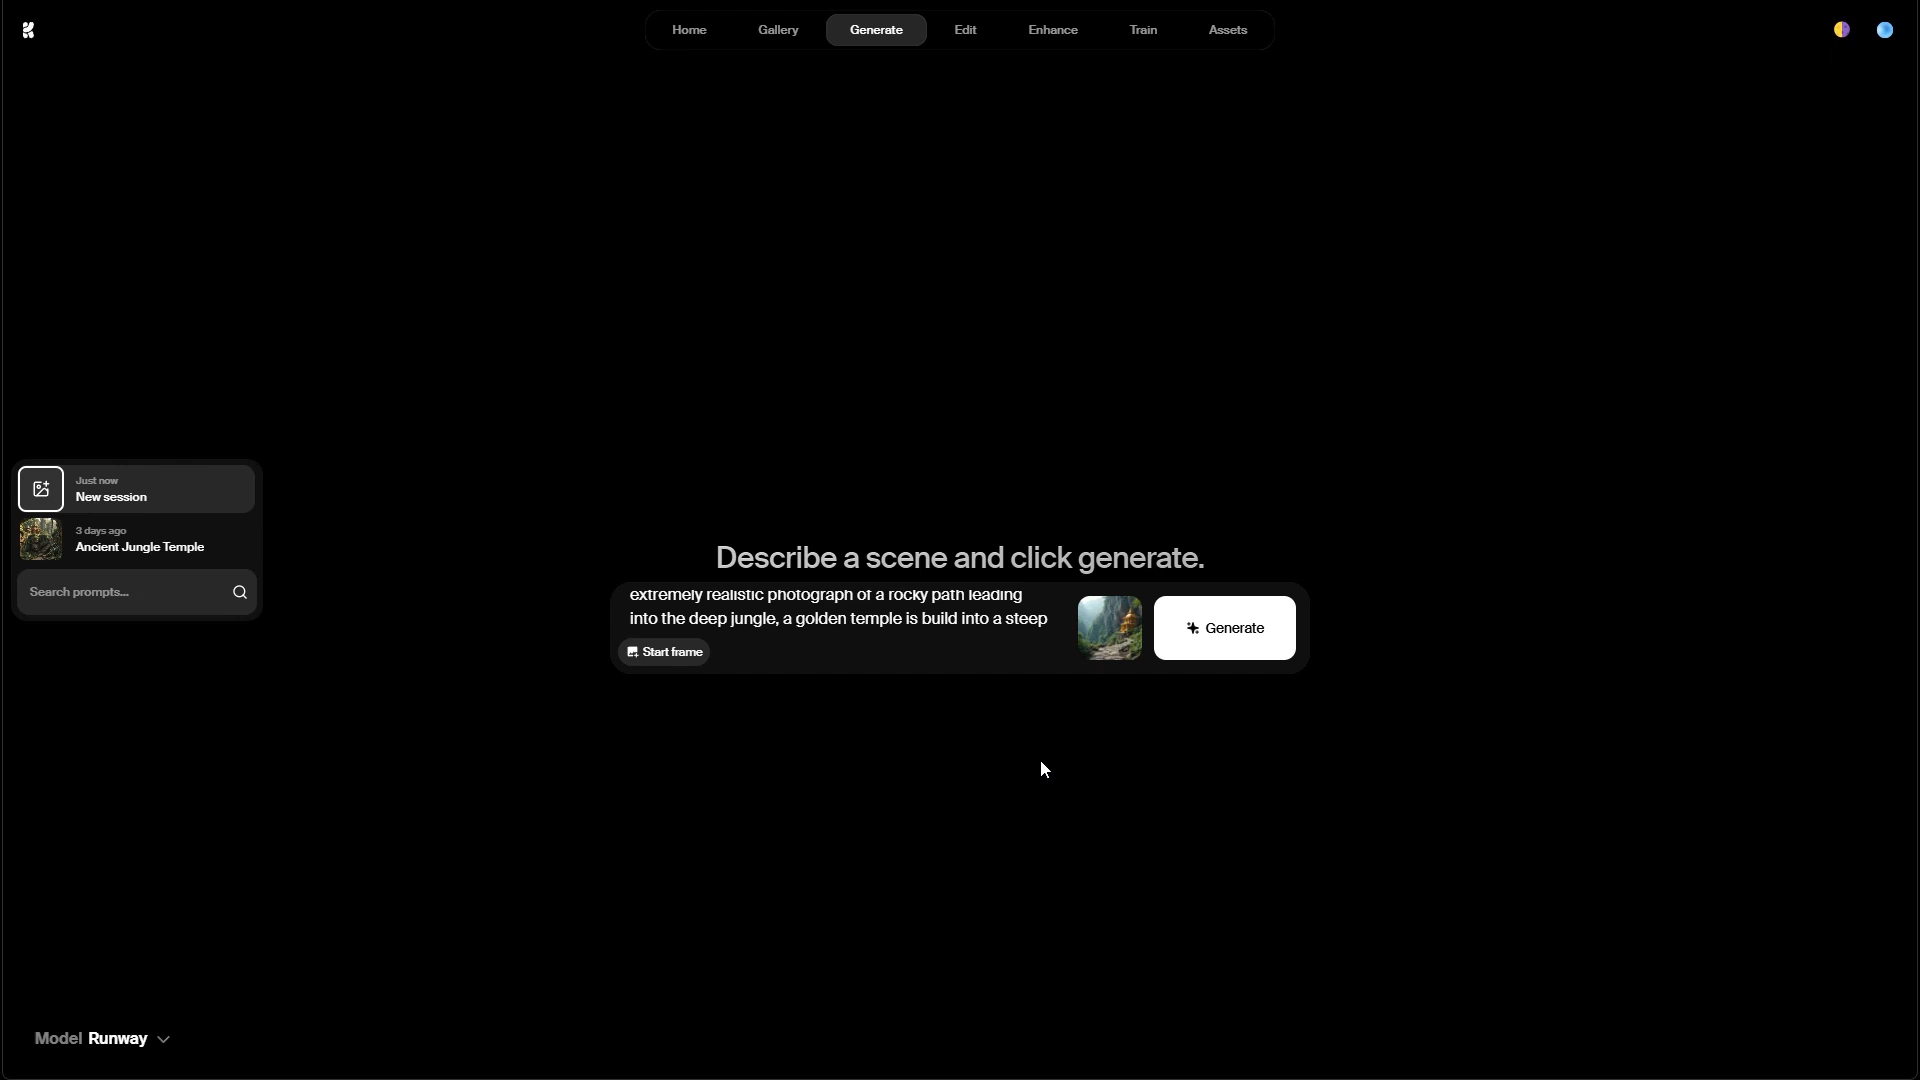 Home Gallery Generate Edit Enhance Train Assets
Just now
New session
3 days ago
Ancient Jungle Temple
Search prompts...
Describe a scene and click generate.
extremely realistic photograph of a rocky path leading
into the deep jungle, a golden temple is build into a steep
Start frame
Generate
Model Runway